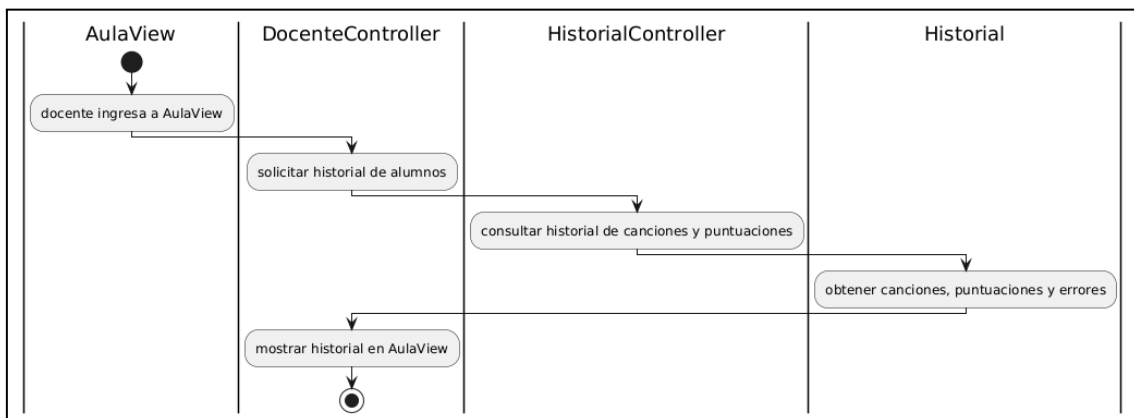 AulaView
DocenteController
HistorialController
Historial
docente ingresa a AulaView
solicitar historial de alumnos
consultar historial de canciones y puntuaciones
obtener canciones, puntuaciones y errores
mostrar historial en AulaView